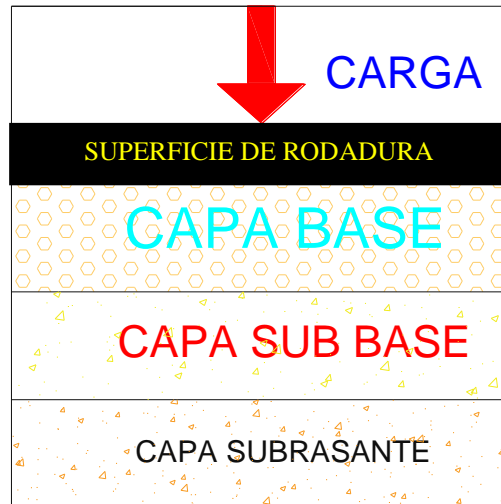 CARGA
SUPERFICIE DE RODADURA
CAPA BASE
CAPA SUB BASE
CAPA SUBRASANTE